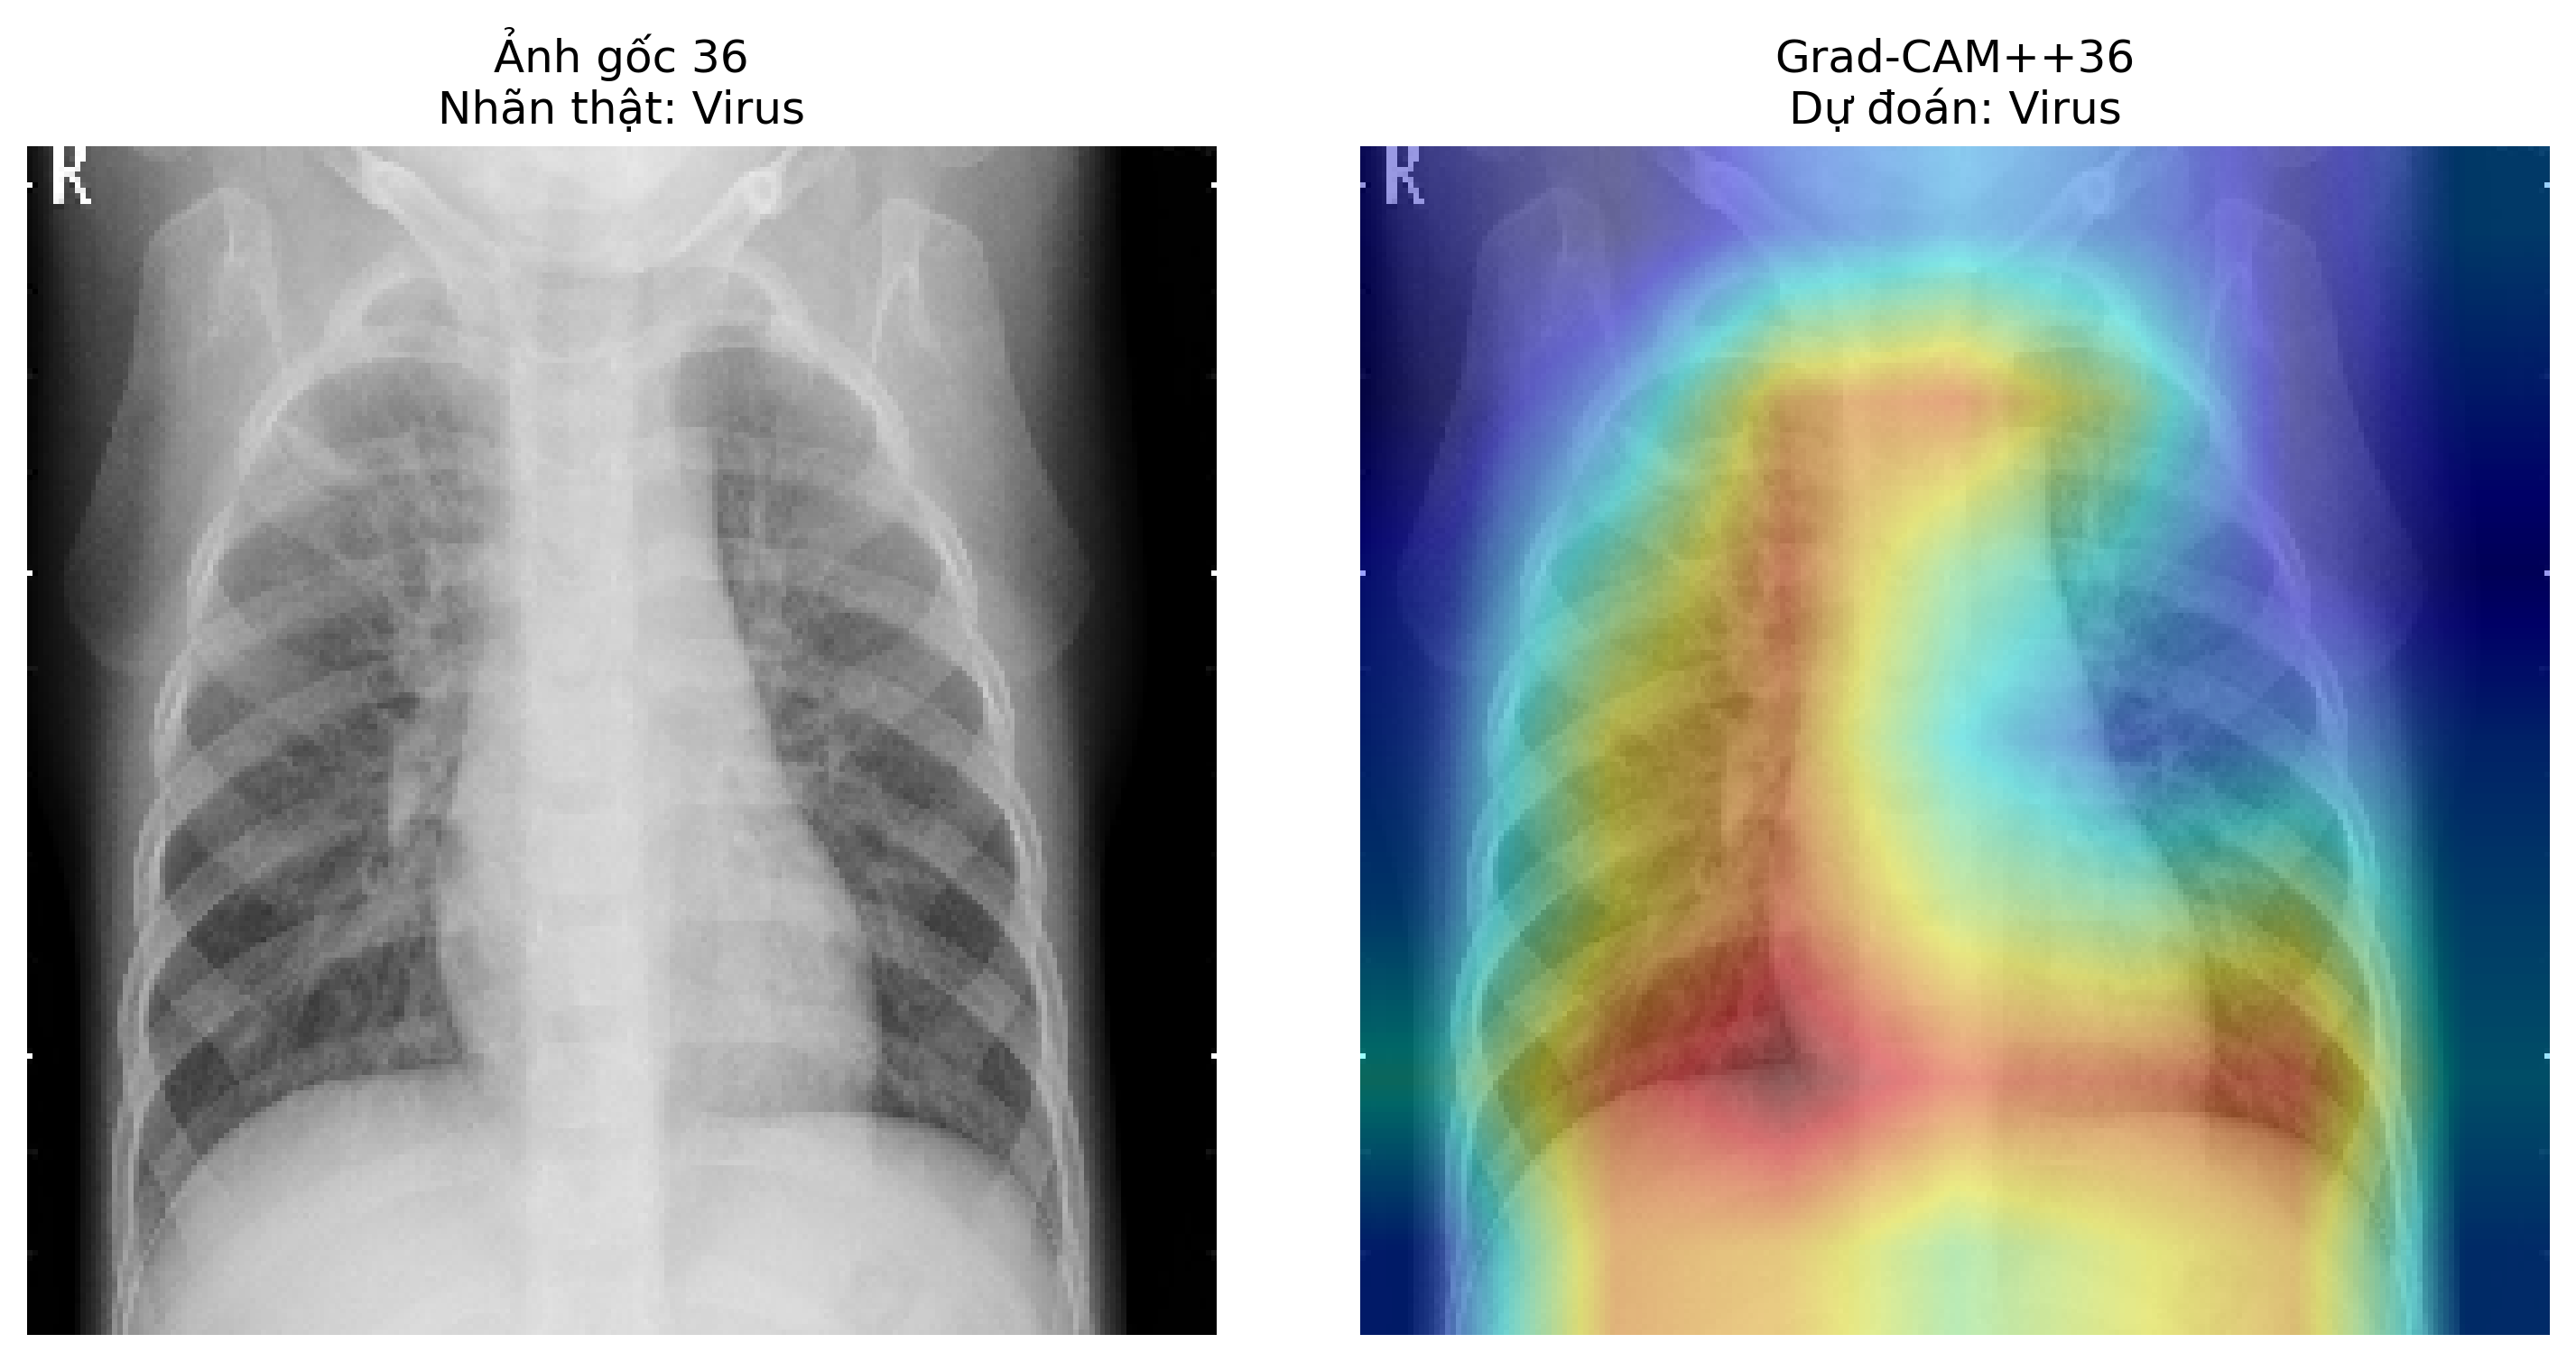 Ảnh gốc 36
Nhãn thật: Virus
R
Grad-CAM++36
Dự đoán: Virus
R